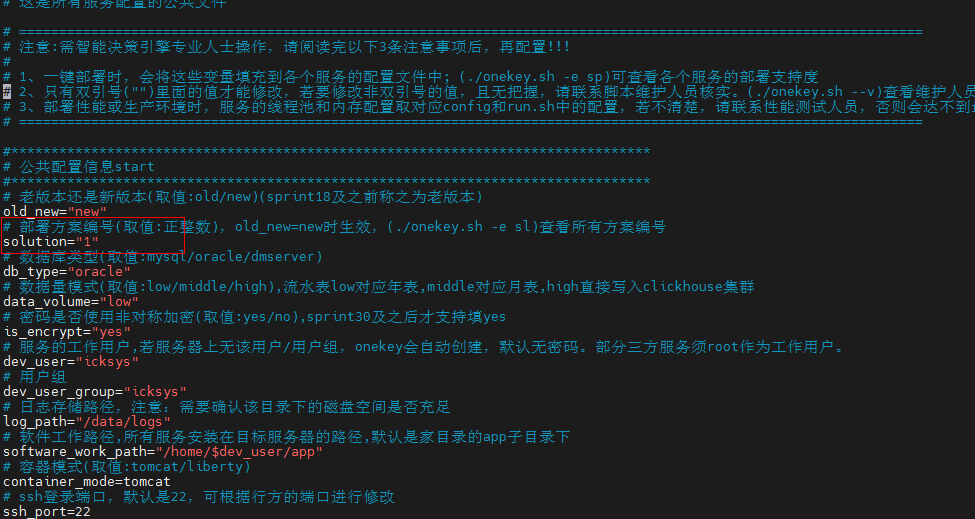 # 这是所有服务配置的公共文件
# =================================================================================================================
# 注意:需智能决策引擎专业人士操作，请阅读完以下3条注意事项后，再配置!!!
#
# 1、一键部署时，会将这些变量填充到各个服务的配置文件中; (./onekey.sh -e sp)可查看各个服务的部署支持度
# 2、只有双引号("")里面的值才能修改，若要修改非双引号的值，且无把握，请联系脚本维护人员核实。(./onekey.sh --v)查看维护人员
# 3、部署性能或生产环境时，服务的线程池和内存配置取对应config和run.sh中的配置，若不清楚，请联系性能测试人员，否则会达不到
# =================================================================================================================
#********************************************************************************
# 公共配置信息start
#********************************************************************************
# 老版本还是新版本(取值:old/new)(sprint18及之前称之为老版本)
old_new="new"
# 部署方案编号(取值:正整数)，old_new=new时生效，(./onekey.sh -e sl)查看所有方案编号
solution="1"
# 数据库类型(取值:mysql/oracle/dmserver)
db_type="oracle"
# 数据量模式(取值:low/middle/high),流水表low对应年表,middle对应月表,high直接写入clickhouse集群
data_volume="low"
# 密码是否使用非对称加密(取值:yes/no),sprint30及之后才支持填yes
is_encrypt="yes"
# 服务的工作用户,若服务器上无该用户/用户组，onekey会自动创建，默认无密码。部分三方服务须root作为工作用户。
dev_user="icksys"
# 用户组
dev_user_group="icksys"
# 日志存储路径，注意：需要确认该目录下的磁盘空间是否充足
log_path="/data/logs"
# 软件工作路径,所有服务安装在目标服务器的路径,默认是家目录的app子目录下
software_work_path="/home/$dev_user/app"
# 容器模式(取值:tomcat/liberty)
container_mode=tomcat
# ssh登录端口，默认是22，可根据行方的端口进行修改
ssh_port=22